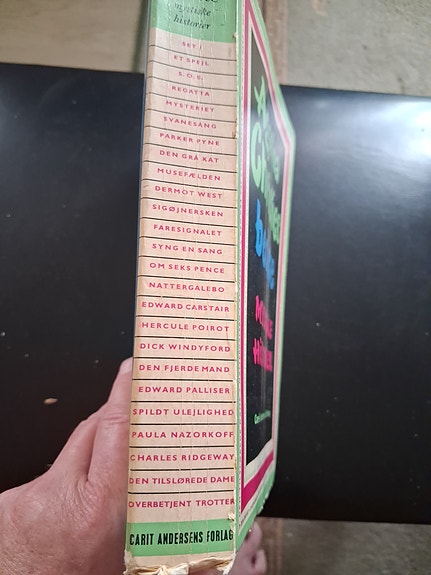 mystiske
historier
SET I
ET SPEJL
S.O.S.
REGATTA
MYSTERIET
SVANESANG
PARKER PYNE
DEN GRÅ KAT
MUSEFÆLDEN
DERMOT WEST
SIGØJNERSKEN
FARESIGNALET
SYNG EN SANG
OM SEKS PENCE
NATTERGALEBO
EDWARD CARSTAIR
HERCULE POIROT
DICK WINDYFORD
DEN FJERDE MAND
EDWARD PALLISER
SPILDT ULEJLIGHED
PAULA NAZORKOFF
CHARLES RIDGEWAY
DEN TILSLØREDE DAME
OVERBETJENT TROTTER
CARIT ANDERSENS FORLAG